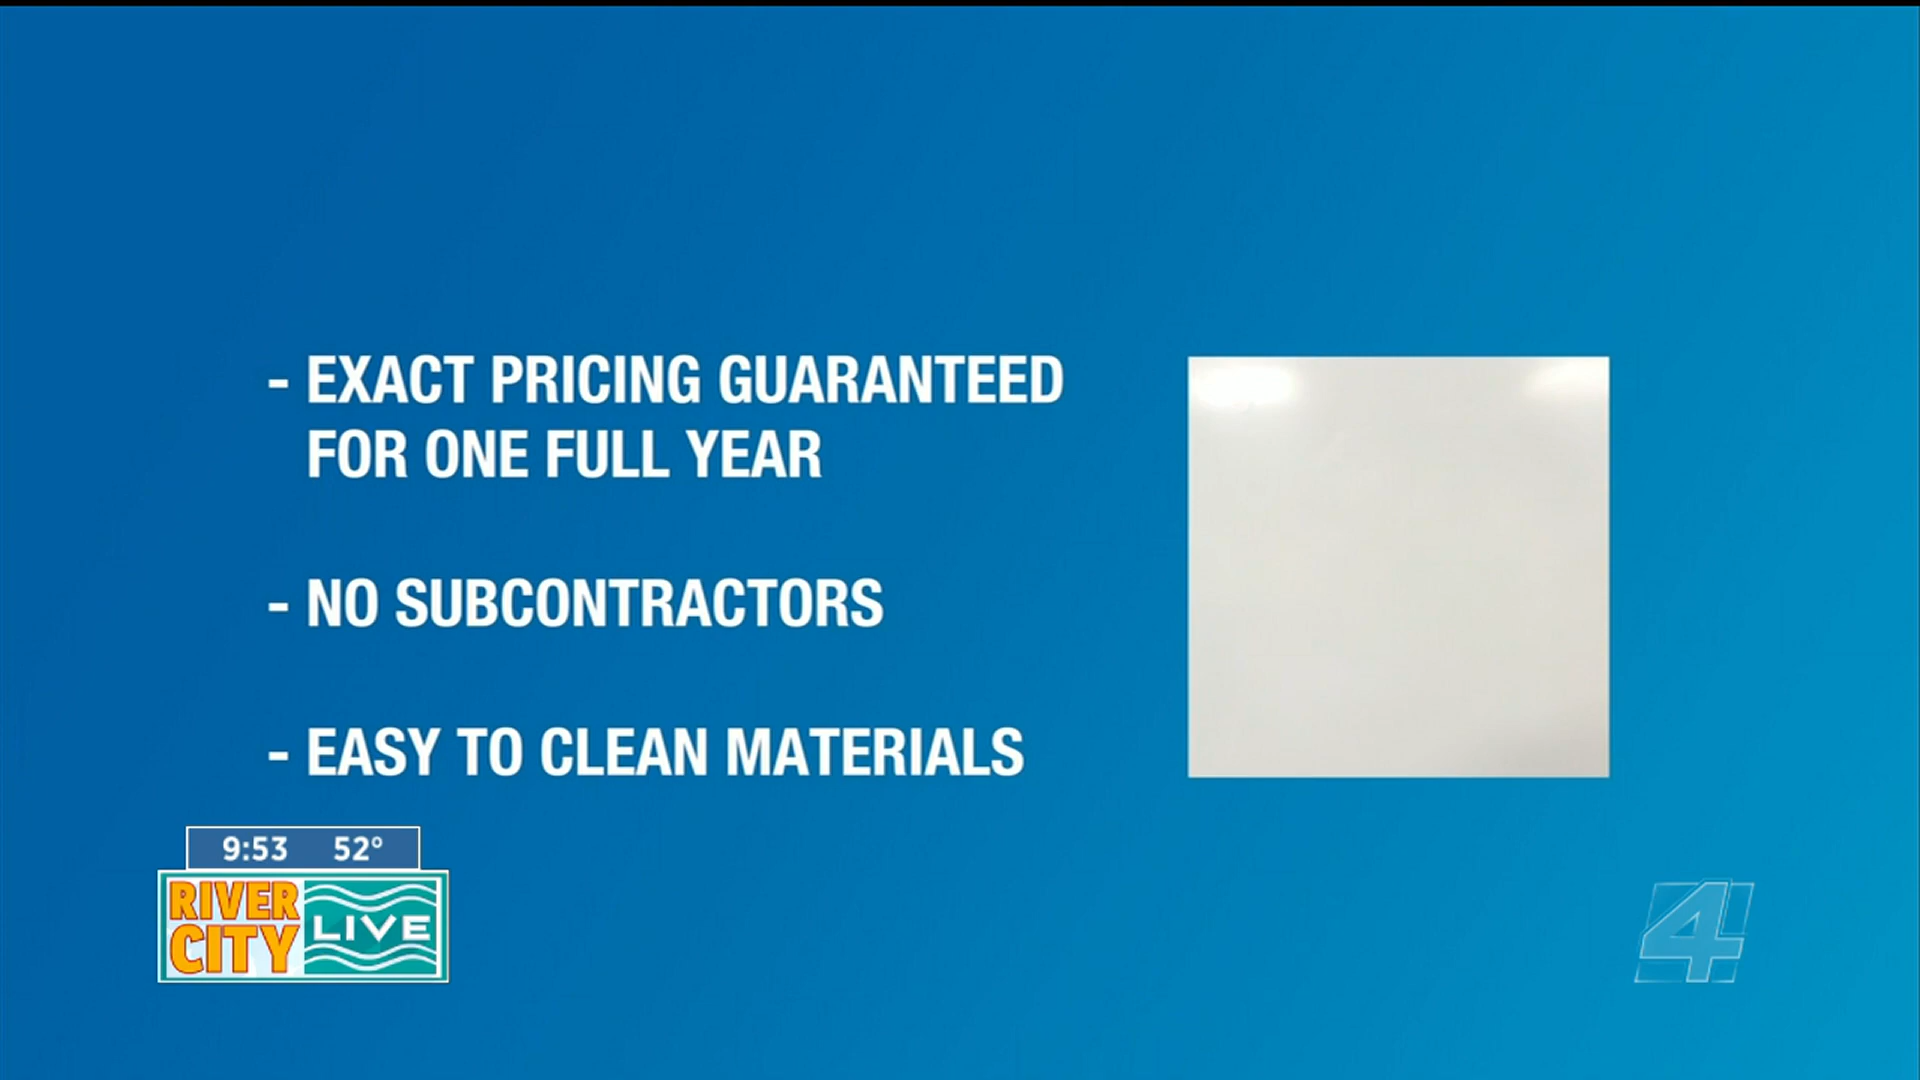 - EXACT PRICING GUARANTEED
FOR ONE FULL YEAR
- NO SUBCONTRACTORS
- EASY TO CLEAN MATERIALS
9:53 52°
RIVER
CITY
LIVE
4